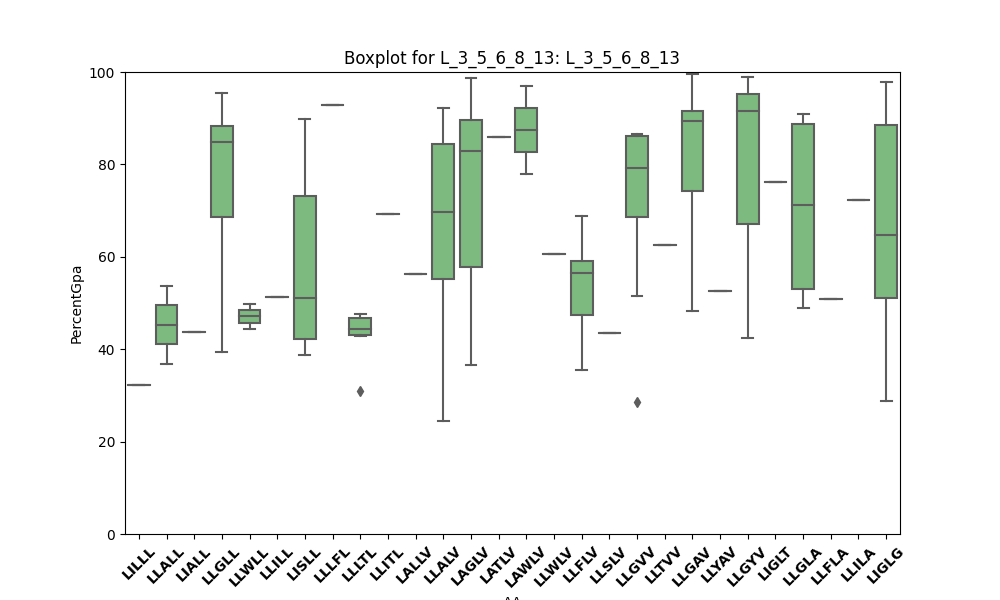 Boxplot for L_3_5_6_8_13: L_3_5_6_8_13
PercentGpa
100
80
60
40
20
0
LILLL
LLALL
LIALL
LLGLL
LLWLL
LLILL
LISLL
LLLFL
LLLTL
LLITL
LALLV
LLALV
LAGLV
LATLV
LAWLV
LLWLV
LLFLV
LLSLV
LLGVV
LLTVV
LLGAV
LLYAV
LLGYV
LIGLT
LLGLA
LLFLA
LLILA
LIGLG